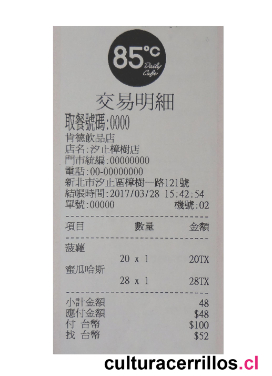 85°C
Daily
Cafe
交易明細
取餐號碼:0000
肯德飲品店
店名:汐止樟樹店
門市統編:00000000
電話:00-00000000
新北市汐止區樟樹一路121號
結帳時間:2017/03/28 15.42.54
單號:00000 機號:02
項目 數量 金額
菠蘿
20 x 1 20TX
蜜瓜哈斯
28 x 1 28TX
小計金額 48
應付金額 $48
付 台幣 $100
找 台幣 $52
culturacerrillos.cl